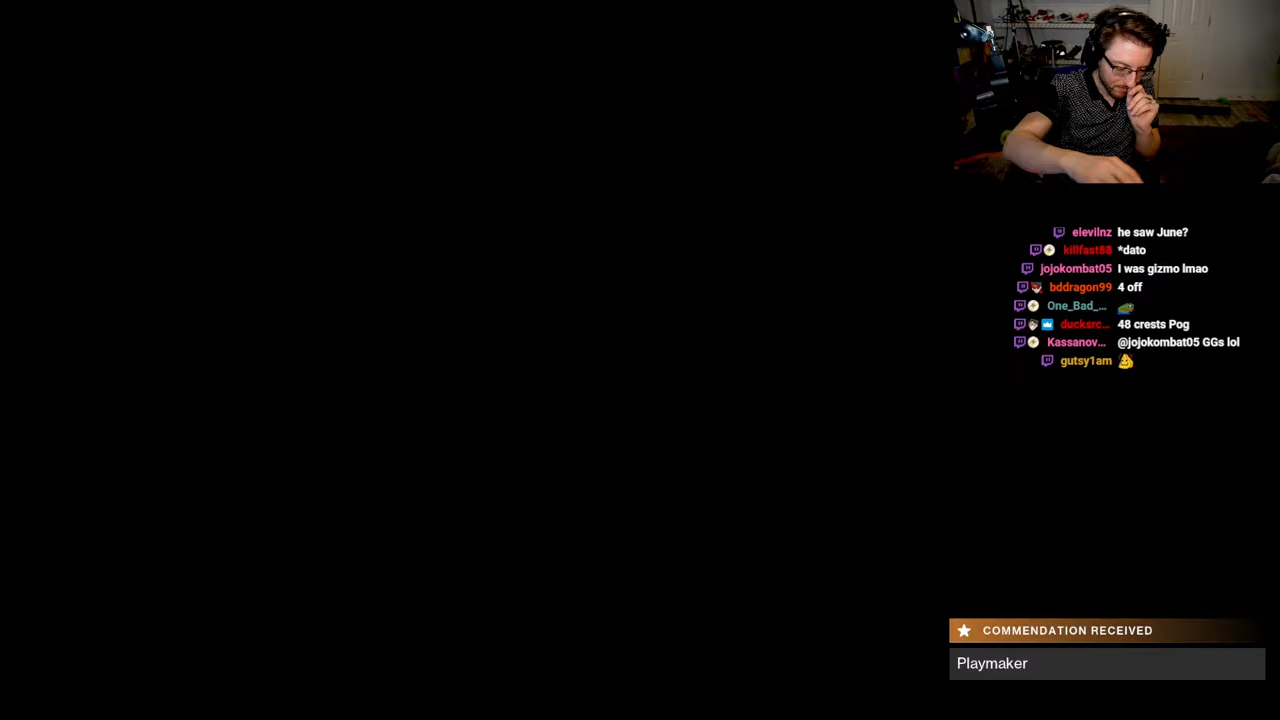 elevilnz he saw June?
killfast88 *dato
jojokombat05 I was gizmo lmao
bddragon99 4 off
One_Bad_...
ducksrc... 48 crests Pog
Kassanov... @jojokombat05 GGs lol
gutsy1am
COMMENDATION RECEIVED
Playmaker